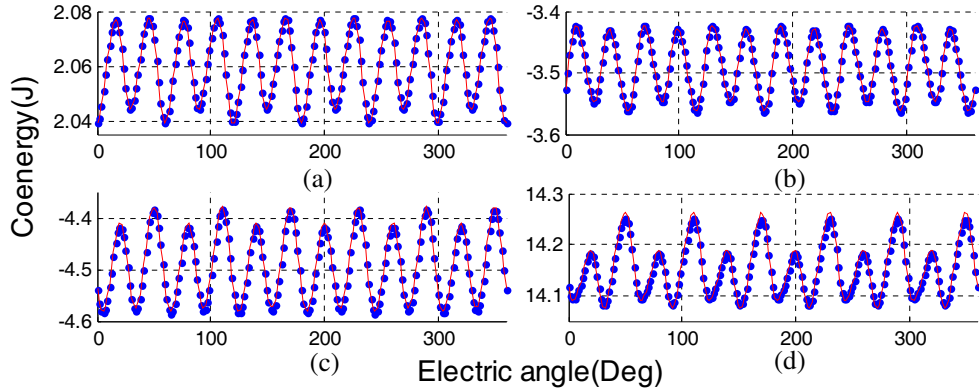 Coenergy(J)
2.08
2.06
2.04
0 100 200 300
(a)
-3.4
-3.5
-3.6
0 100 200 300
(b)
-4.4
-4.5
-4.6
0 100 200 300
(c)
14.3
14.2
14.1
0 100 200 300
(d)
Electric angle(Deg)